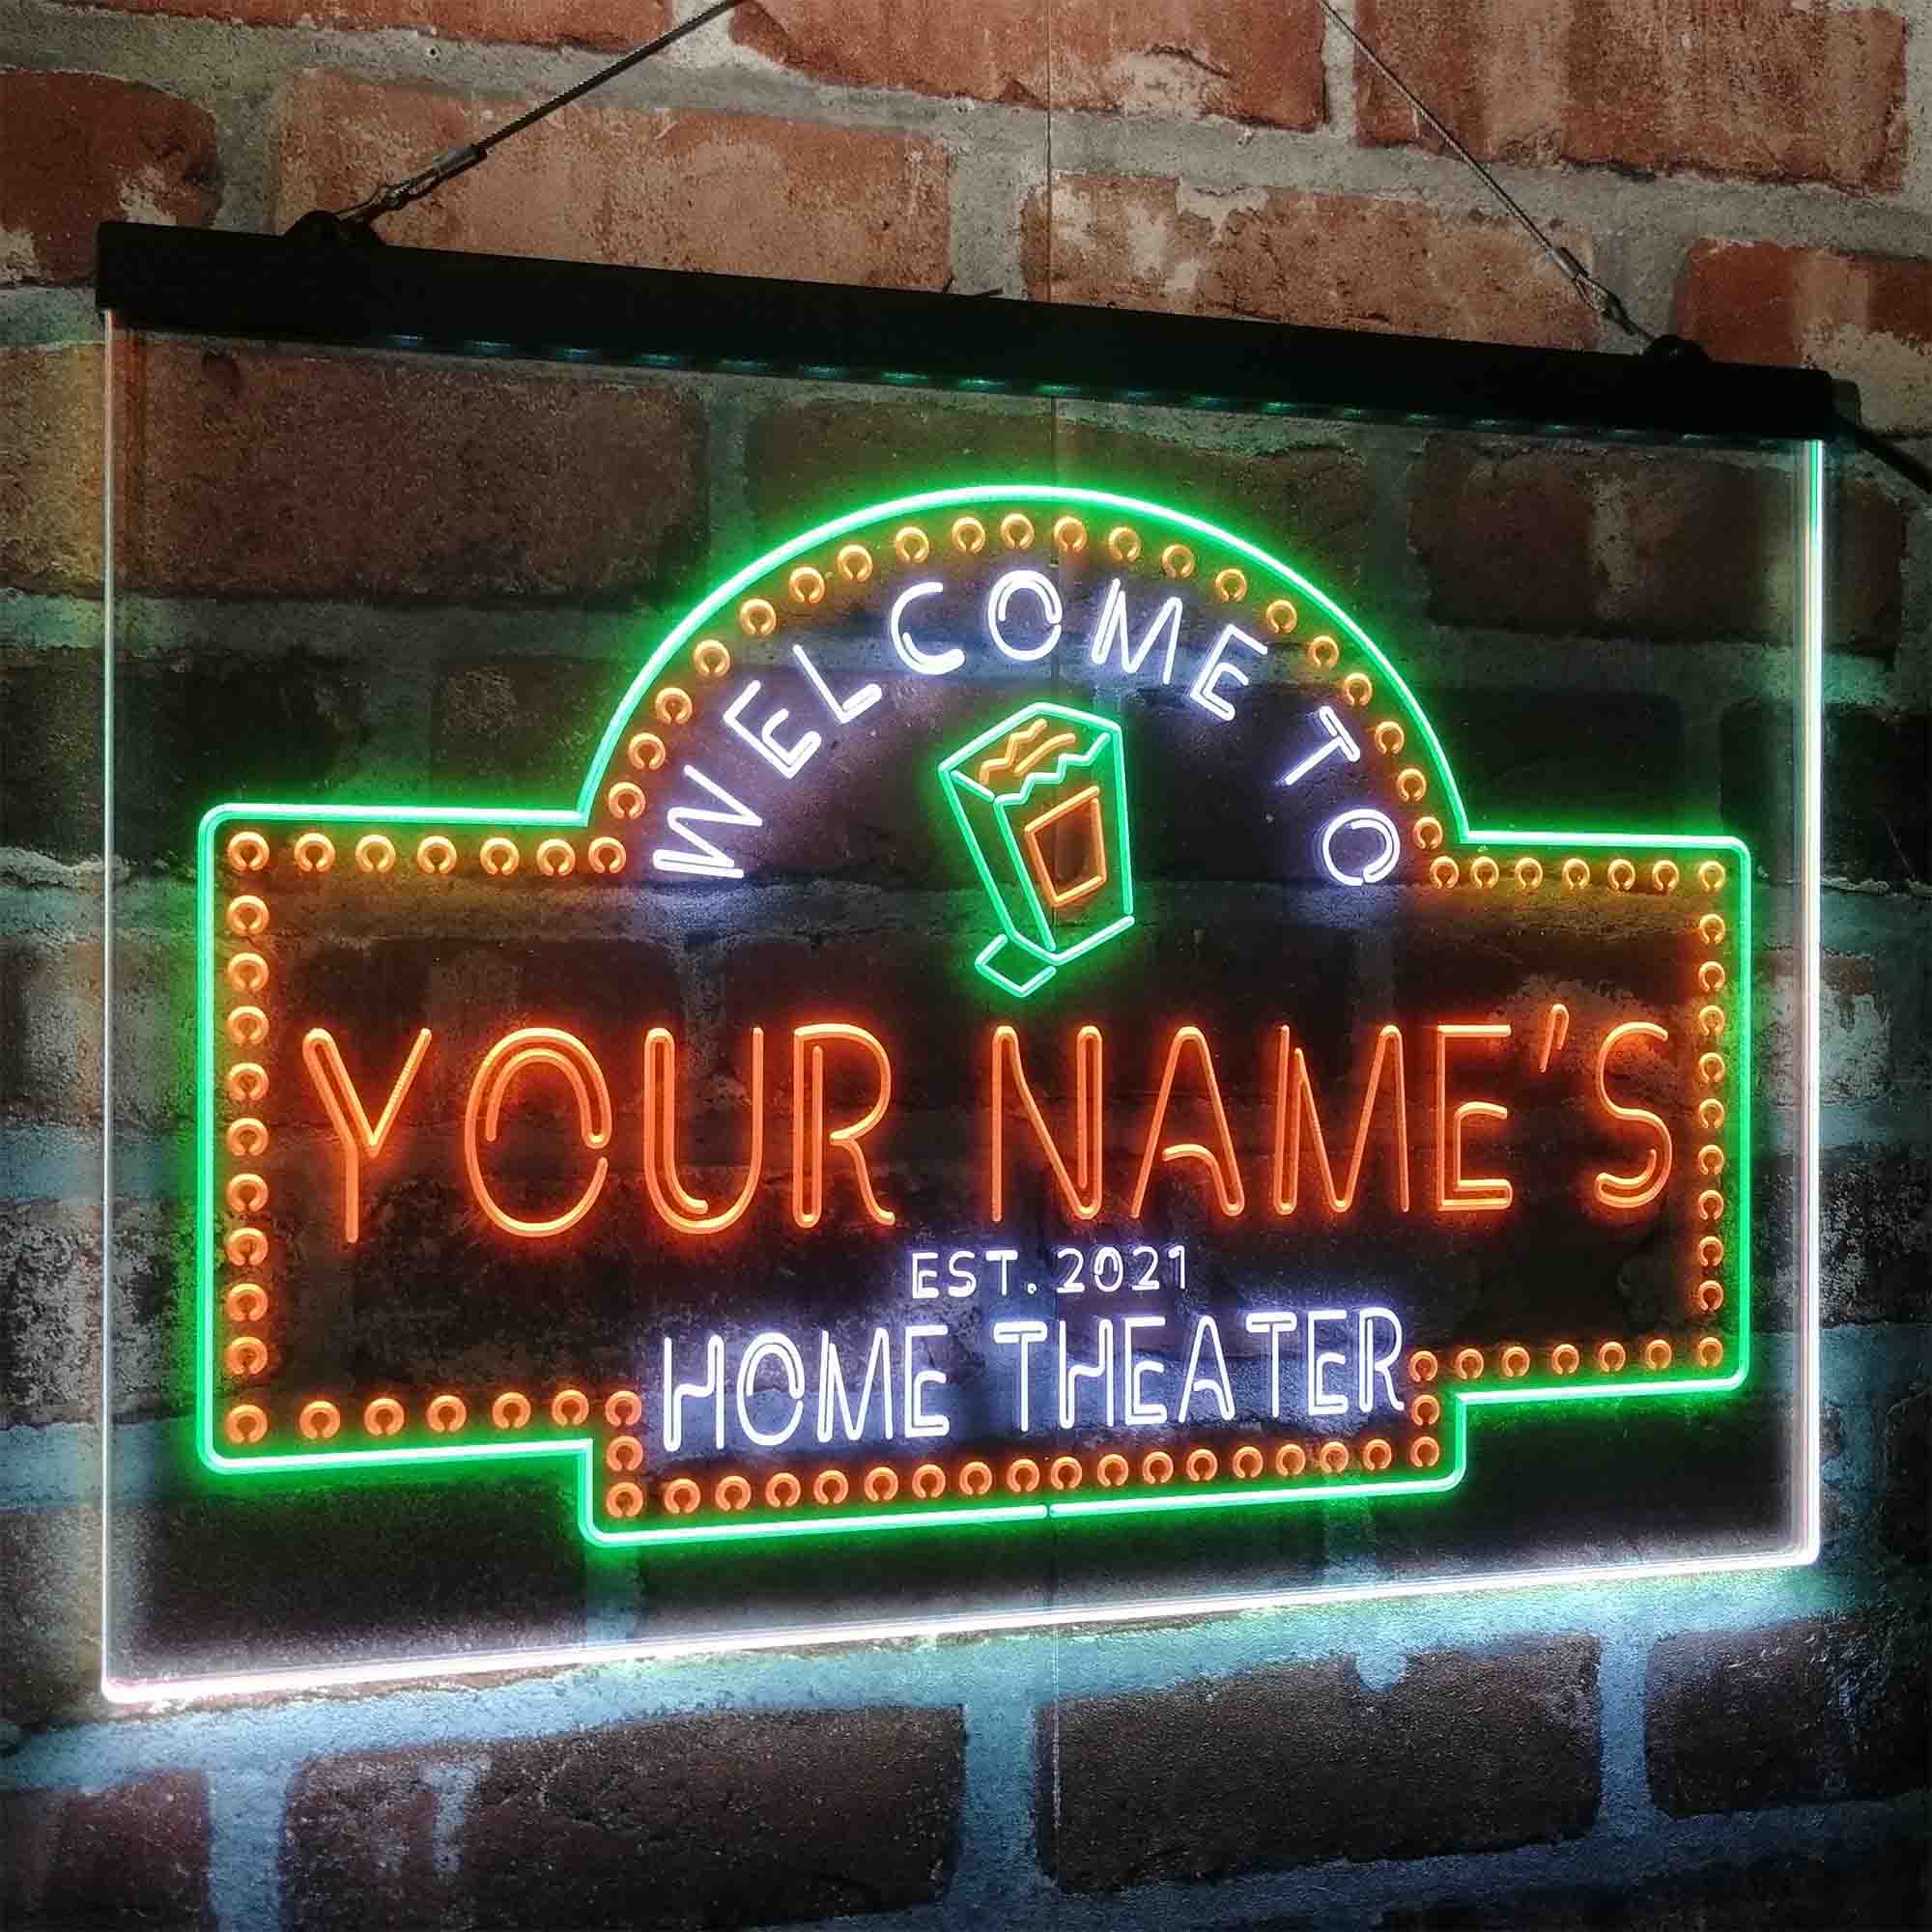 WELCOME TO
YOUR NAME'S
EST. 2021
HOME THEATER